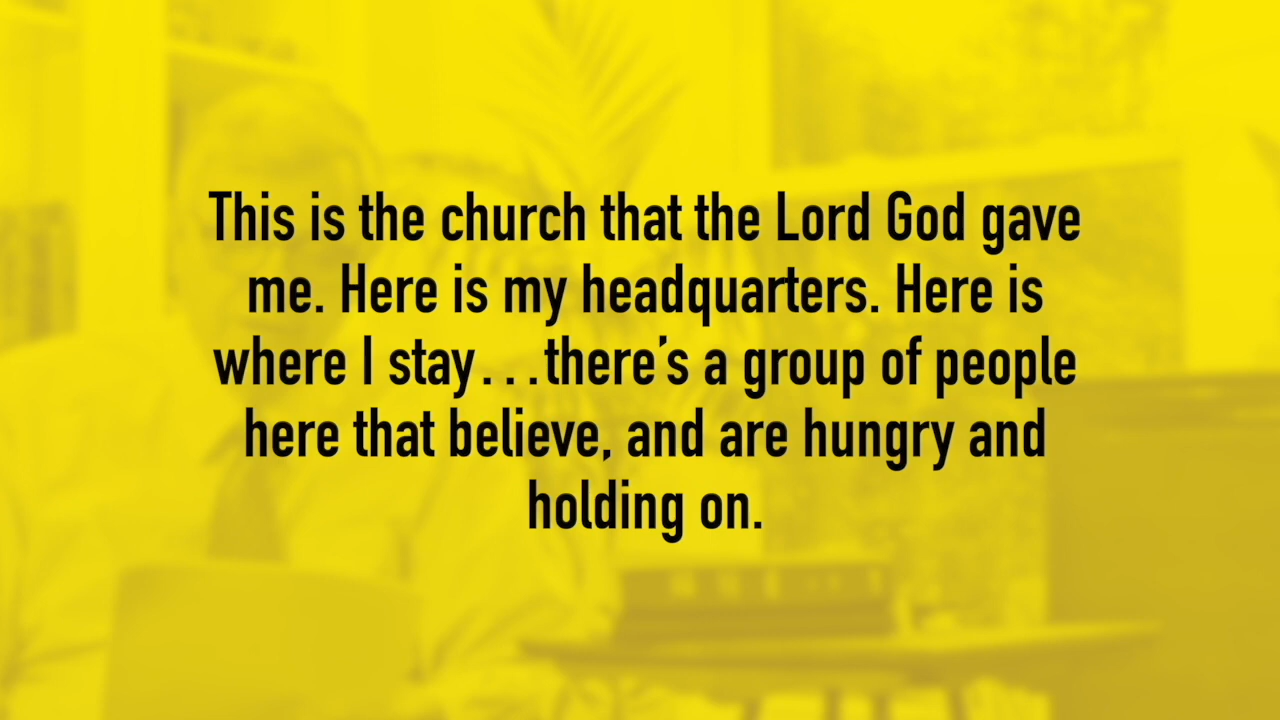 This is the church that the Lord God gave
me. Here is my headquarters. Here is
where I stay...there's a group of people
here that believe, and are hungry and
holding on.